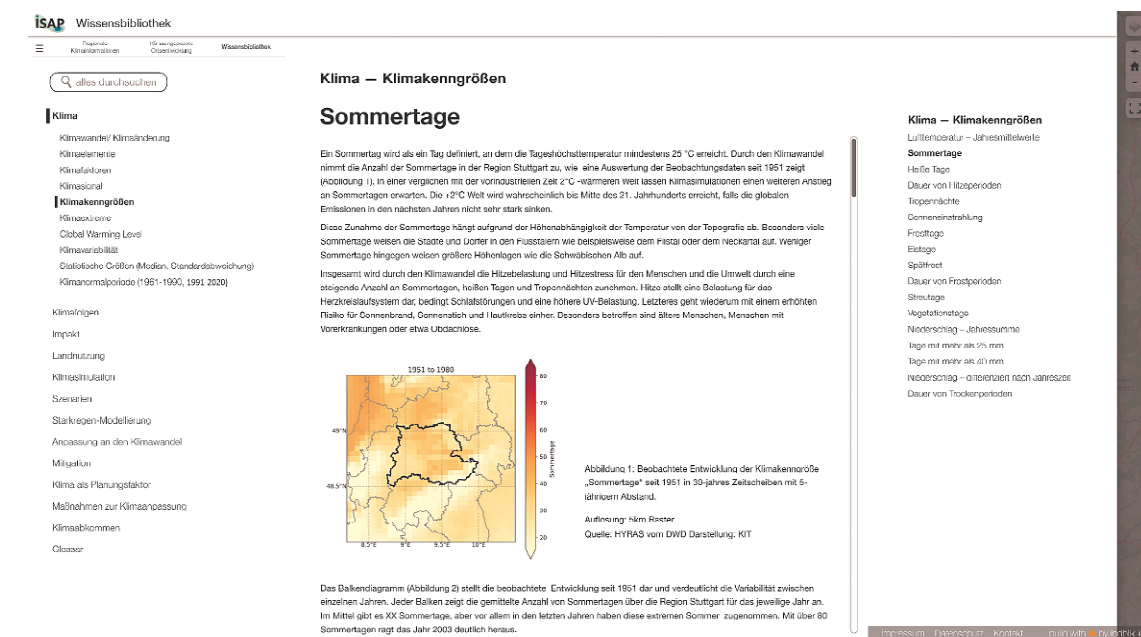 iSAP Wissensbibliothek
☰ Regionale Klimainformationen Klimaangepasste Ortsentwicklung Wissensbibliothek
alles durchsuchen
Klima
Klimawandel/ Klimaänderung
Klimaelemente
Klimafaktoren
Klimasignal
Klimakenngrößen
Klimaextreme
Global Warming Level
Klimavariabilität
Statistische Größen (Median, Standardabweichung)
Klimanormalperiode (1961-1990, 1991-2020)
Klimafolgen
Impakt
Landnutzung
Klimasimulation
Szenarien
Starkregen-Modellierung
Anpassung an den Klimawandel
Mitigation
Klima als Planungsfaktor
Maßnahmen zur Klimaanpassung
Klimaabkommen
Glossar
Klima — Klimakenngrößen
Sommertage
Ein Sommertag wird als ein Tag definiert, an dem die Tageshöchsttemperatur mindestens 25 °C erreicht. Durch den Klimawandel
nimmt die Anzahl der Sommertage in der Region Stuttgart zu, wie eine Auswertung der Beobachtungsdaten seit 1951 zeigt
(Abbildung 1). In einer verglichen mit der vorindustriellen Zeit 2°C -wärmeren Welt lassen Klimasimulationen einen weiteren Anstieg
an Sommertagen erwarten. Die +2°C Welt wird wahrscheinlich bis Mitte des 21. Jahrhunderts erreicht, falls die globalen
Emissionen in den nächsten Jahren nicht sehr stark sinken.
Diese Zunahme der Sommertage hängt aufgrund der Höhenabhängigkeit der Temperatur von der Topografie ab. Besonders viele
Sommertage weisen die Städte und Dörfer in den Flusstälern wie beispielsweise dem Filstal oder dem Neckartal auf. Weniger
Sommertage hingegen weisen größere Höhenlagen wie die Schwäbischen Alb auf.
Insgesamt wird durch den Klimawandel die Hitzebelastung und Hitzestress für den Menschen und die Umwelt durch eine
steigende Anzahl an Sommertagen, heißen Tagen und Tropennächten zunehmen. Hitze stellt eine Belastung für das
Herzkreislaufsystem dar, bedingt Schlafstörungen und eine höhere UV-Belastung. Letzteres geht wiederum mit einem erhöhten
Risiko für Sonnenbrand, Sonnenstich und Hautkrebs einher. Besonders betroffen sind ältere Menschen, Menschen mit
Vorerkrankungen oder etwa Obdachlose.
1951 to 1980
49°N
48.5°N
8.5°E 9°E 9.5°E 10°E
80
70
60
50
40
30
20
Sommertage
Abbildung 1: Beobachtete Entwicklung der Klimakenngröße
„Sommertage“ seit 1951 in 30-jahres Zeitscheiben mit 5-
jährigem Abstand.
Auflösung: 5km Raster
Quelle: HYRAS vom DWD Darstellung: KIT
Das Balkendiagramm (Abbildung 2) stellt die beobachtete Entwicklung seit 1951 dar und verdeutlicht die Variabilität zwischen
einzelnen Jahren. Jeder Balken zeigt die gemittelte Anzahl von Sommertagen über die Region Stuttgart für das jeweilige Jahr an.
Im Mittel gibt es XX Sommertage, aber vor allem in den letzten Jahren haben diese extremen Sommer zugenommen. Mit über 80
Sommertagen ragt das Jahr 2003 deutlich heraus.
Klima — Klimakenngrößen
Lufttemperatur – Jahresmittelwerte
Sommertage
Heiße Tage
Dauer von Hitzeperioden
Tropennächte
Sonneneinstrahlung
Frosttage
Eistage
Spätfrost
Dauer von Frostperioden
Streutage
Vegetationstage
Niederschlag – Jahressumme
Tage mit mehr als 25 mm
Tage mit mehr als 40 mm
Niederschlag – differenziert nach Jahreszeit
Dauer von Trockenperioden
+
-
Impressum Datenschutz Kontakt build with by indblik